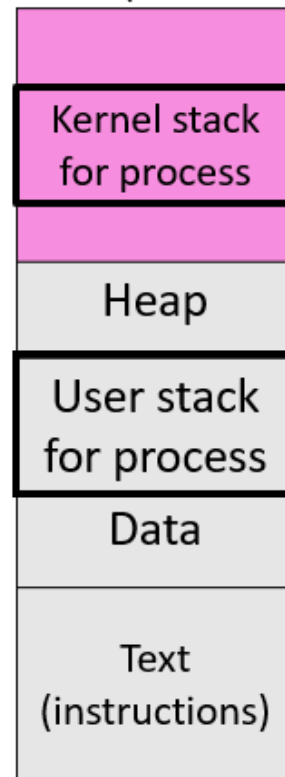 Kernel stack
for process
Heap
User stack
for process
Data
Text
(instructions)